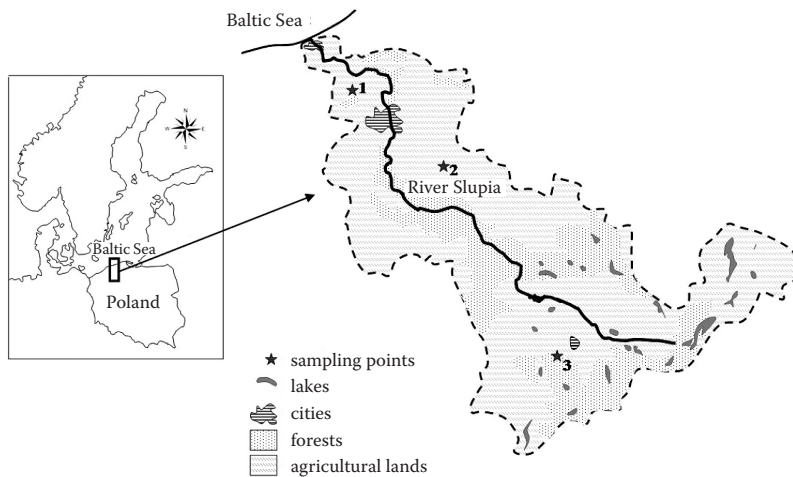 Baltic Sea
N
W E
S
1
2
River Slupia
Baltic Sea
Poland
3
sampling points
lakes
cities
forests
agricultural lands